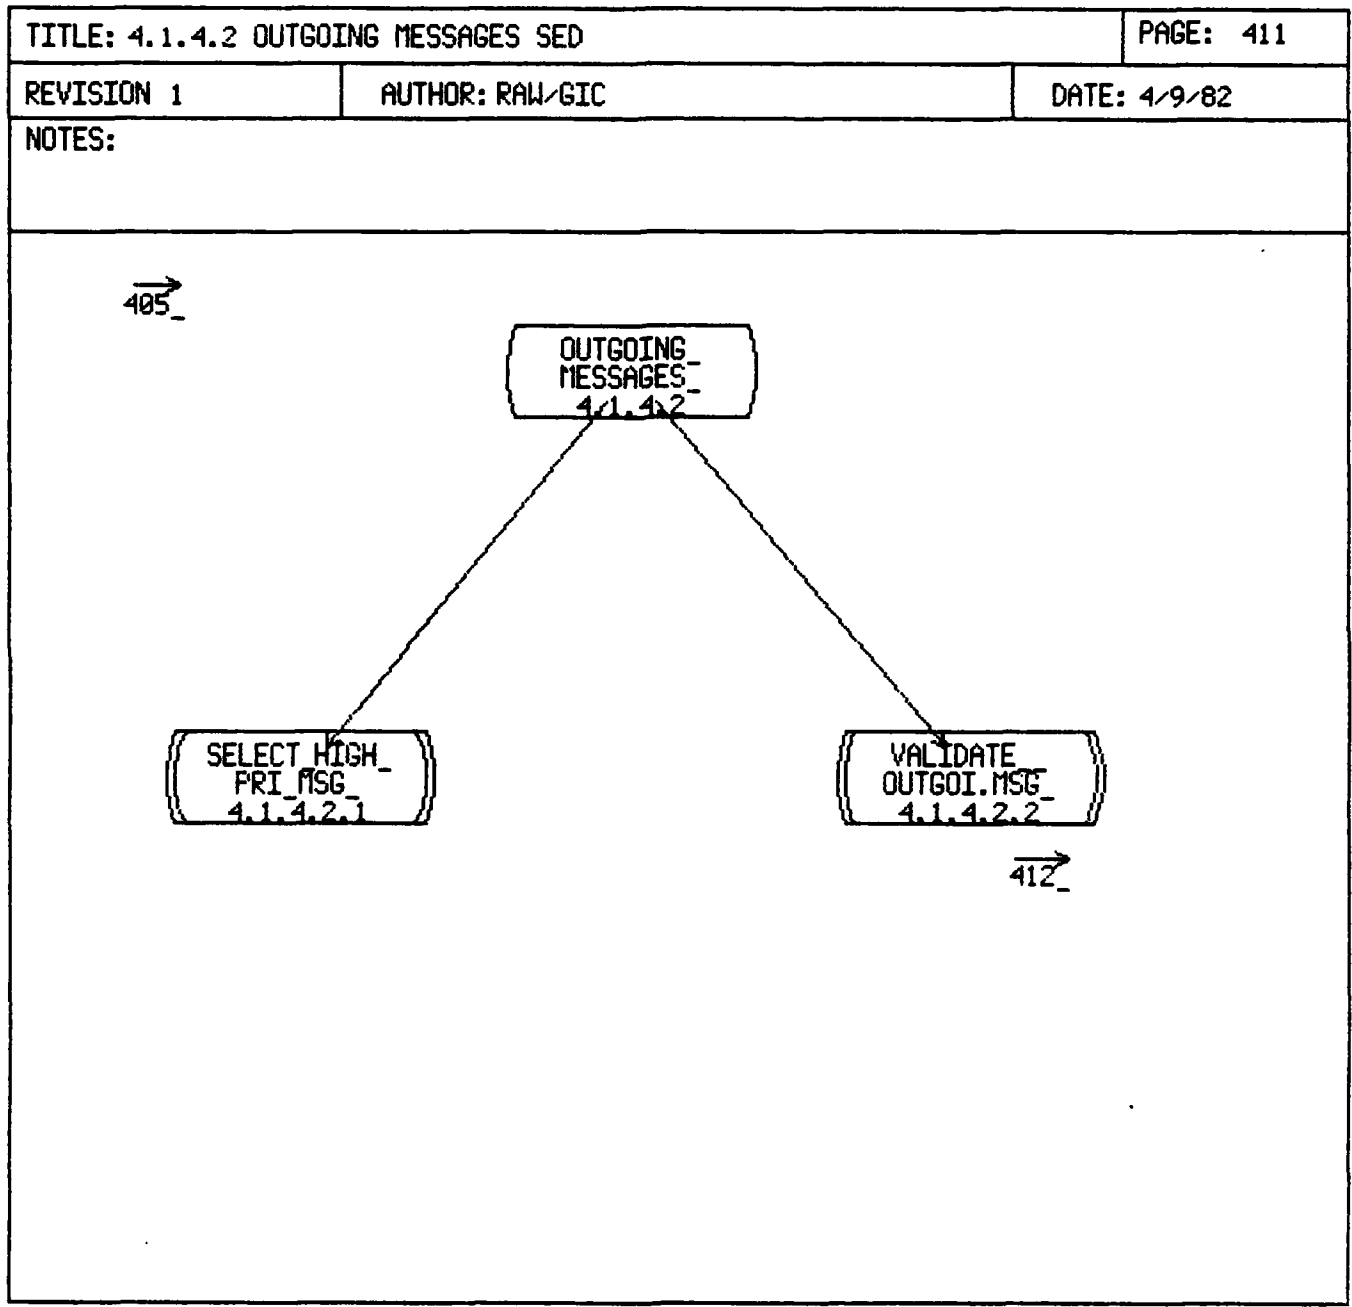 TITLE: 4.1.4.2 OUTGOING MESSAGES SED
PAGE: 411
REVISION 1
AUTHOR: RAW/GIC
DATE: 4/9/82
NOTES:
405_
OUTGOING_
MESSAGES_
4.1.4.2
SELECT_HIGH_
PRI_MSG_
4.1.4.2.1
VALIDATE__
OUTGOI.MSG_
4.1.4.2.2
412_